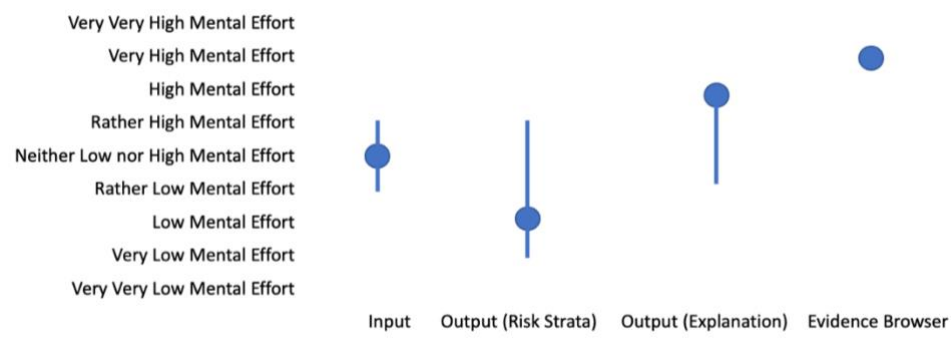 Very Very High Mental Effort
Very High Mental Effort
High Mental Effort
Rather High Mental Effort
Neither Low nor High Mental Effort
Rather Low Mental Effort
Low Mental Effort
Very Low Mental Effort
Very Very Low Mental Effort
Input Output (Risk Strata) Output (Explanation) Evidence Browser